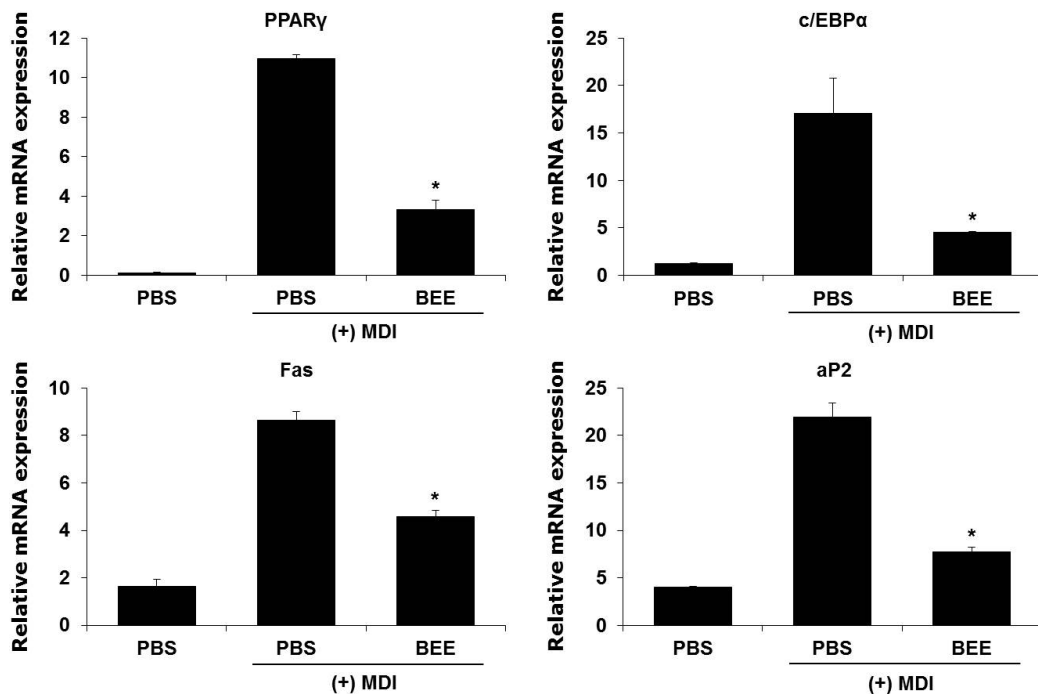 PPARγ
Relative mRNA expression
12
10
8
6
4
2
0
*
PBS PBS BEE
(+) MDI
c/EBPα
Relative mRNA expression
25
20
15
10
5
0
*
PBS PBS BEE
(+) MDI
Fas
Relative mRNA expression
10
8
6
4
2
0
*
PBS PBS BEE
(+) MDI
aP2
Relative mRNA expression
25
20
15
10
5
0
*
PBS PBS BEE
(+) MDI